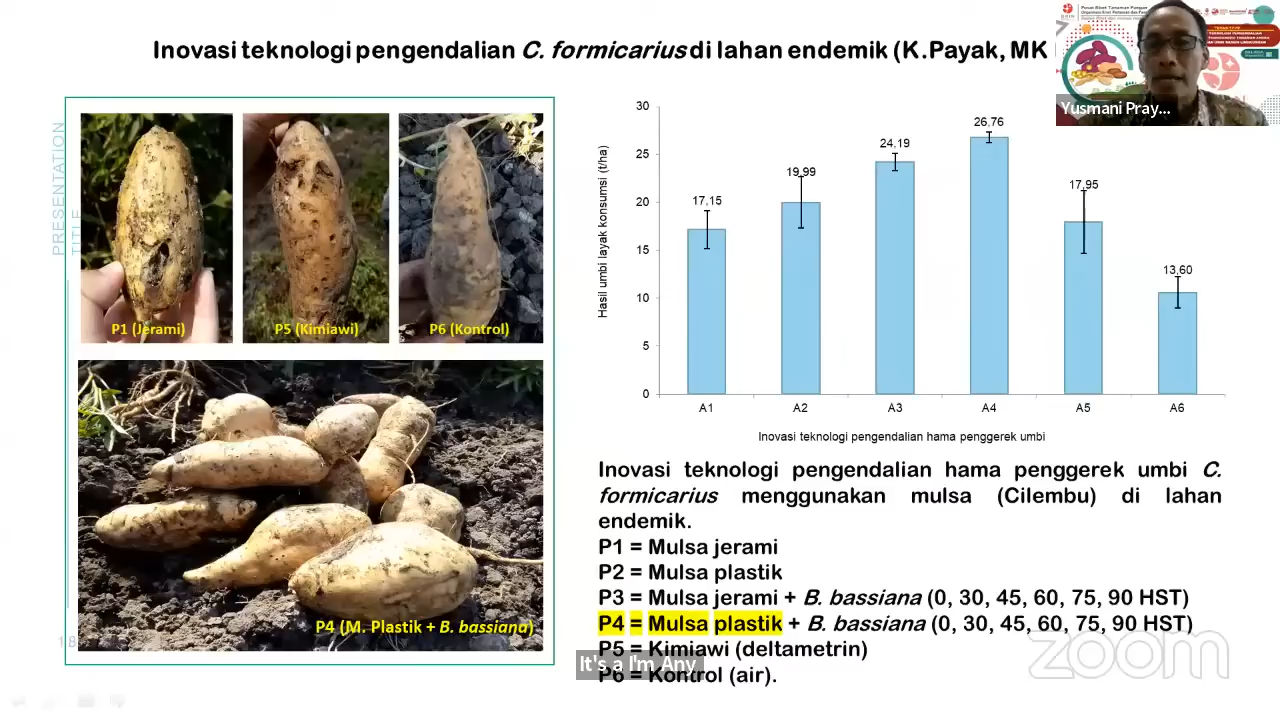 Inovasi teknologi pengendalian C. formicarius di lahan endemik (K.Payak, MK
Yusmani Pray...
PRESENTATION
TITLE
P1 (Jerami)
P5 (Kimiawi)
P6 (Kontrol)
P4 (M. Plastik + B. bassiana)
18
Hasil umbi layak konsumsi (t/ha)
30
25
20
15
10
5
0
17,15
19,99
24,19
26,76
17,95
13,60
A1 A2 A3 A4 A5 A6
Inovasi teknologi pengendalian hama penggerek umbi
Inovasi teknologi pengendalian hama penggerek umbi C.
formicarius menggunakan mulsa (Cilembu) di lahan
endemik.
P1 = Mulsa jerami
P2 = Mulsa plastik
P3 = Mulsa jerami + B. bassiana (0, 30, 45, 60, 75, 90 HST)
P4 = Mulsa plastik + B. bassiana (0, 30, 45, 60, 75, 90 HST)
P5 = Kimiawi (deltametrin)
It's a I'm Any
P6 = Kontrol (air).
zoom